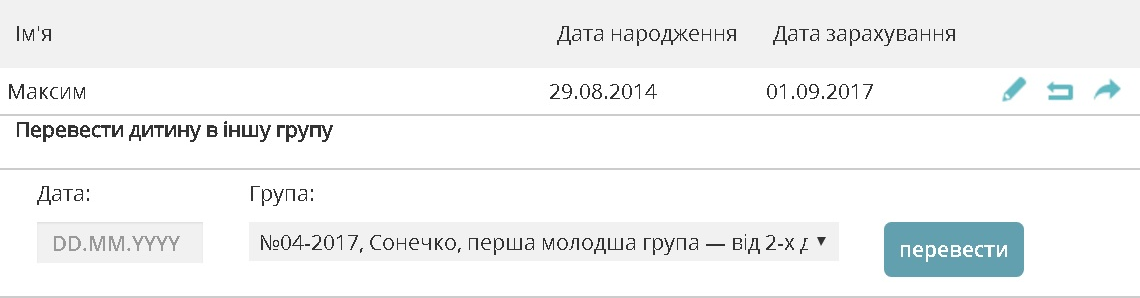 Ім'я Дата народження Дата зарахування
Максим 29.08.2014 01.09.2017
Перевести дитину в іншу групу
Дата: Група:
DD.MM.YYYY №04-2017, Сонечко, перша молодша група — від 2-х перевести